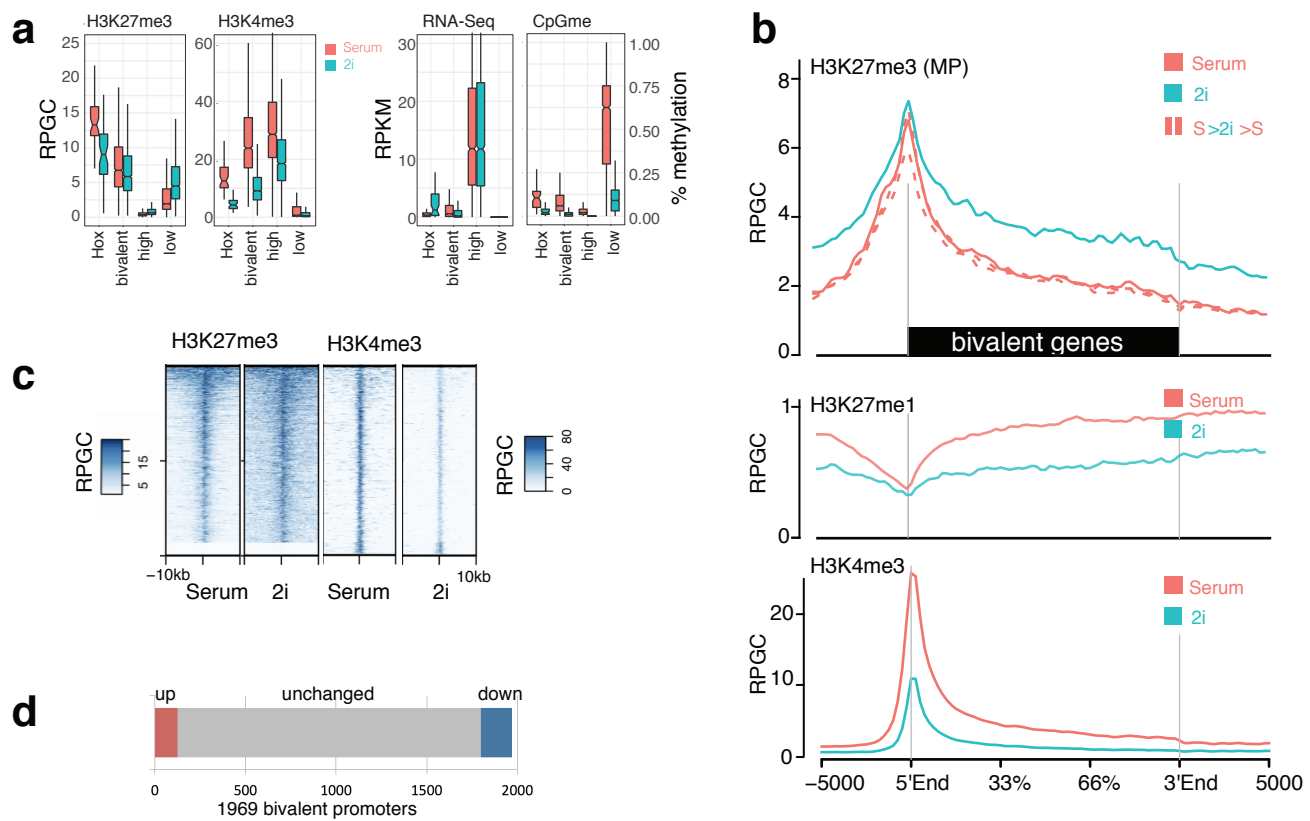 a
H3K27me3
H3K4me3
RNA-Seq
CpGme
RPGC
25
20
15
10
5
0
60
40
20
0
Serum
2i
RPKM
30
20
10
0
1.00
0.75
0.50
0.25
0.00
% methylation
Hox
bivalent
high
low
Hox
bivalent
high
low
Hox
bivalent
high
low
Hox
bivalent
high
low
b
H3K27me3 (MP)
Serum
2i
S>2i >S
RPGC
8
6
4
2
0
bivalent genes
H3K27me1
Serum
2i
RPGC
1
0
H3K4me3
Serum
2i
RPGC
20
10
0
−5000
5'End
33%
66%
3'End
5000
c
H3K27me3
H3K4me3
RPGC
5
15
RPGC
80
40
0
−10kb
10kb
Serum
2i
Serum
2i
d
up
unchanged
down
0
500
1000
1500
2000
1969 bivalent promoters